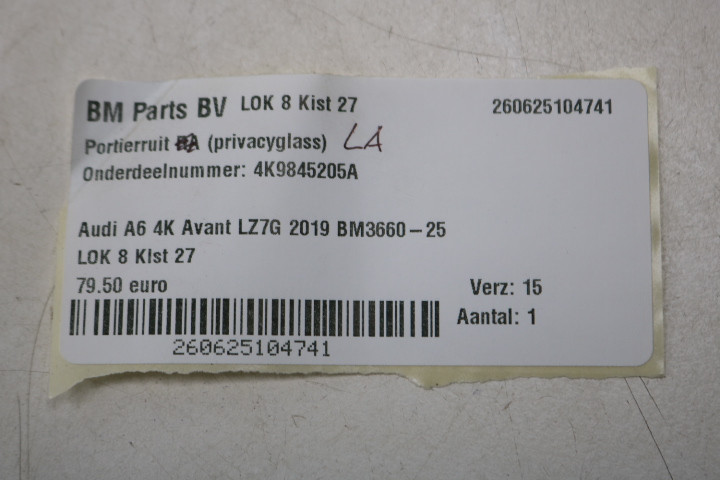 BM Parts BV LOK 8 Kist 27 260625104741
Portierruit RA (privacyglass) LA
Onderdeelnummer: 4K9845205A
Audi A6 4K Avant LZ7G 2019 BM3660-25
LOK 8 Kist 27
79.50 euro Verz: 15
Aantal: 1
260625104741